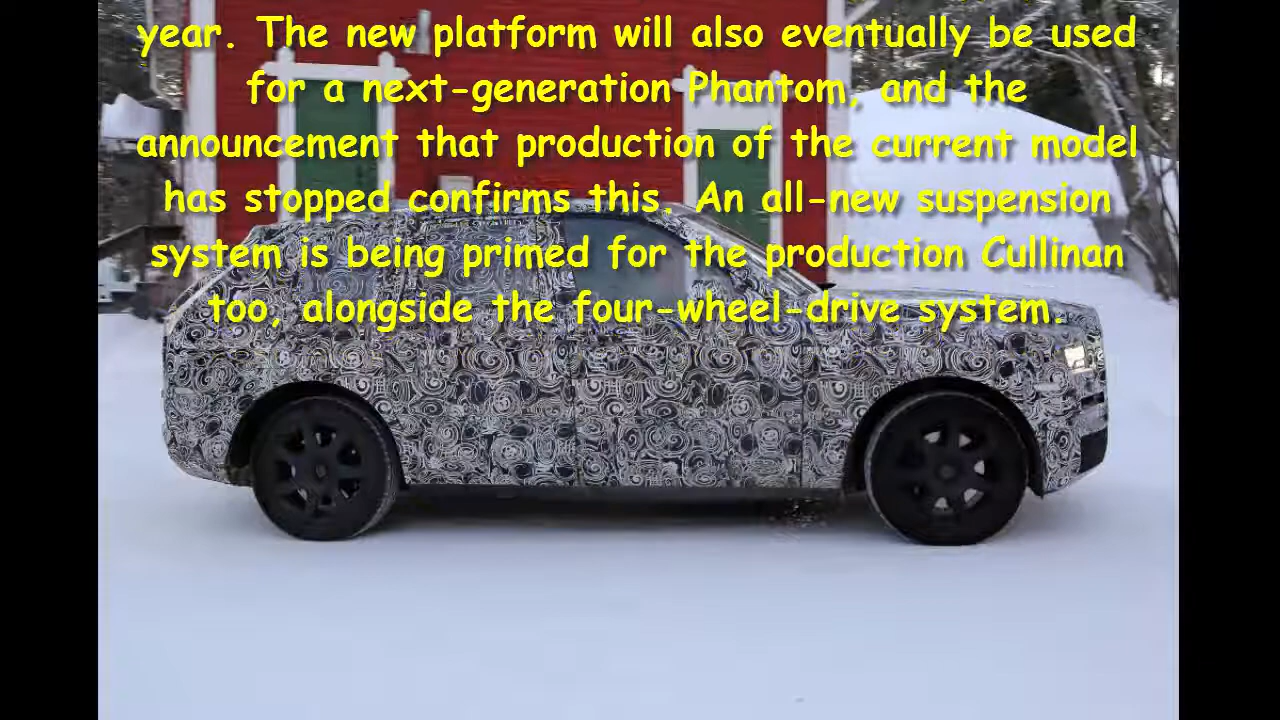 year. The new platform will also eventually be used
for a next-generation Phantom, and the
announcement that production of the current model
has stopped confirms this. An all-new suspension
system is being primed for the production Cullinan
too, alongside the four-wheel-drive system.